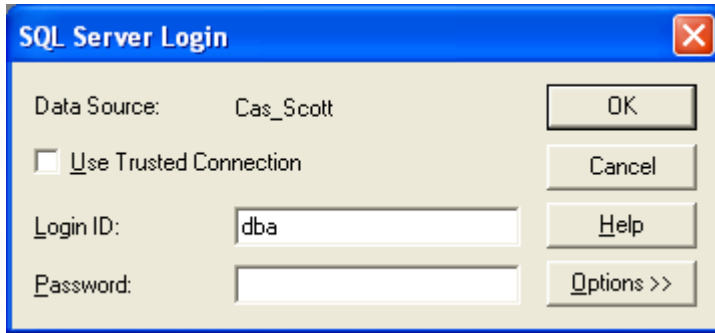 SQL Server Login
Data Source: Cas_Scott
OK
Use Trusted Connection
Cancel
Login ID: dba
Help
Password:
Options >>